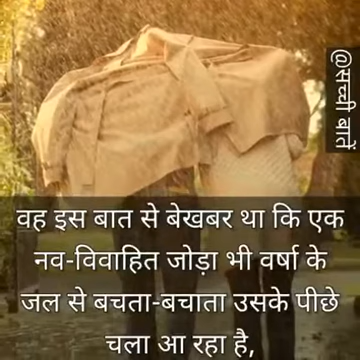 @सच्ची बातें
वह इस बात से बेखबर था कि एक
नव-विवाहित जोड़ा भी वर्षा के
जल से बचता-बचाता उसके पीछे
चला आ रहा है,